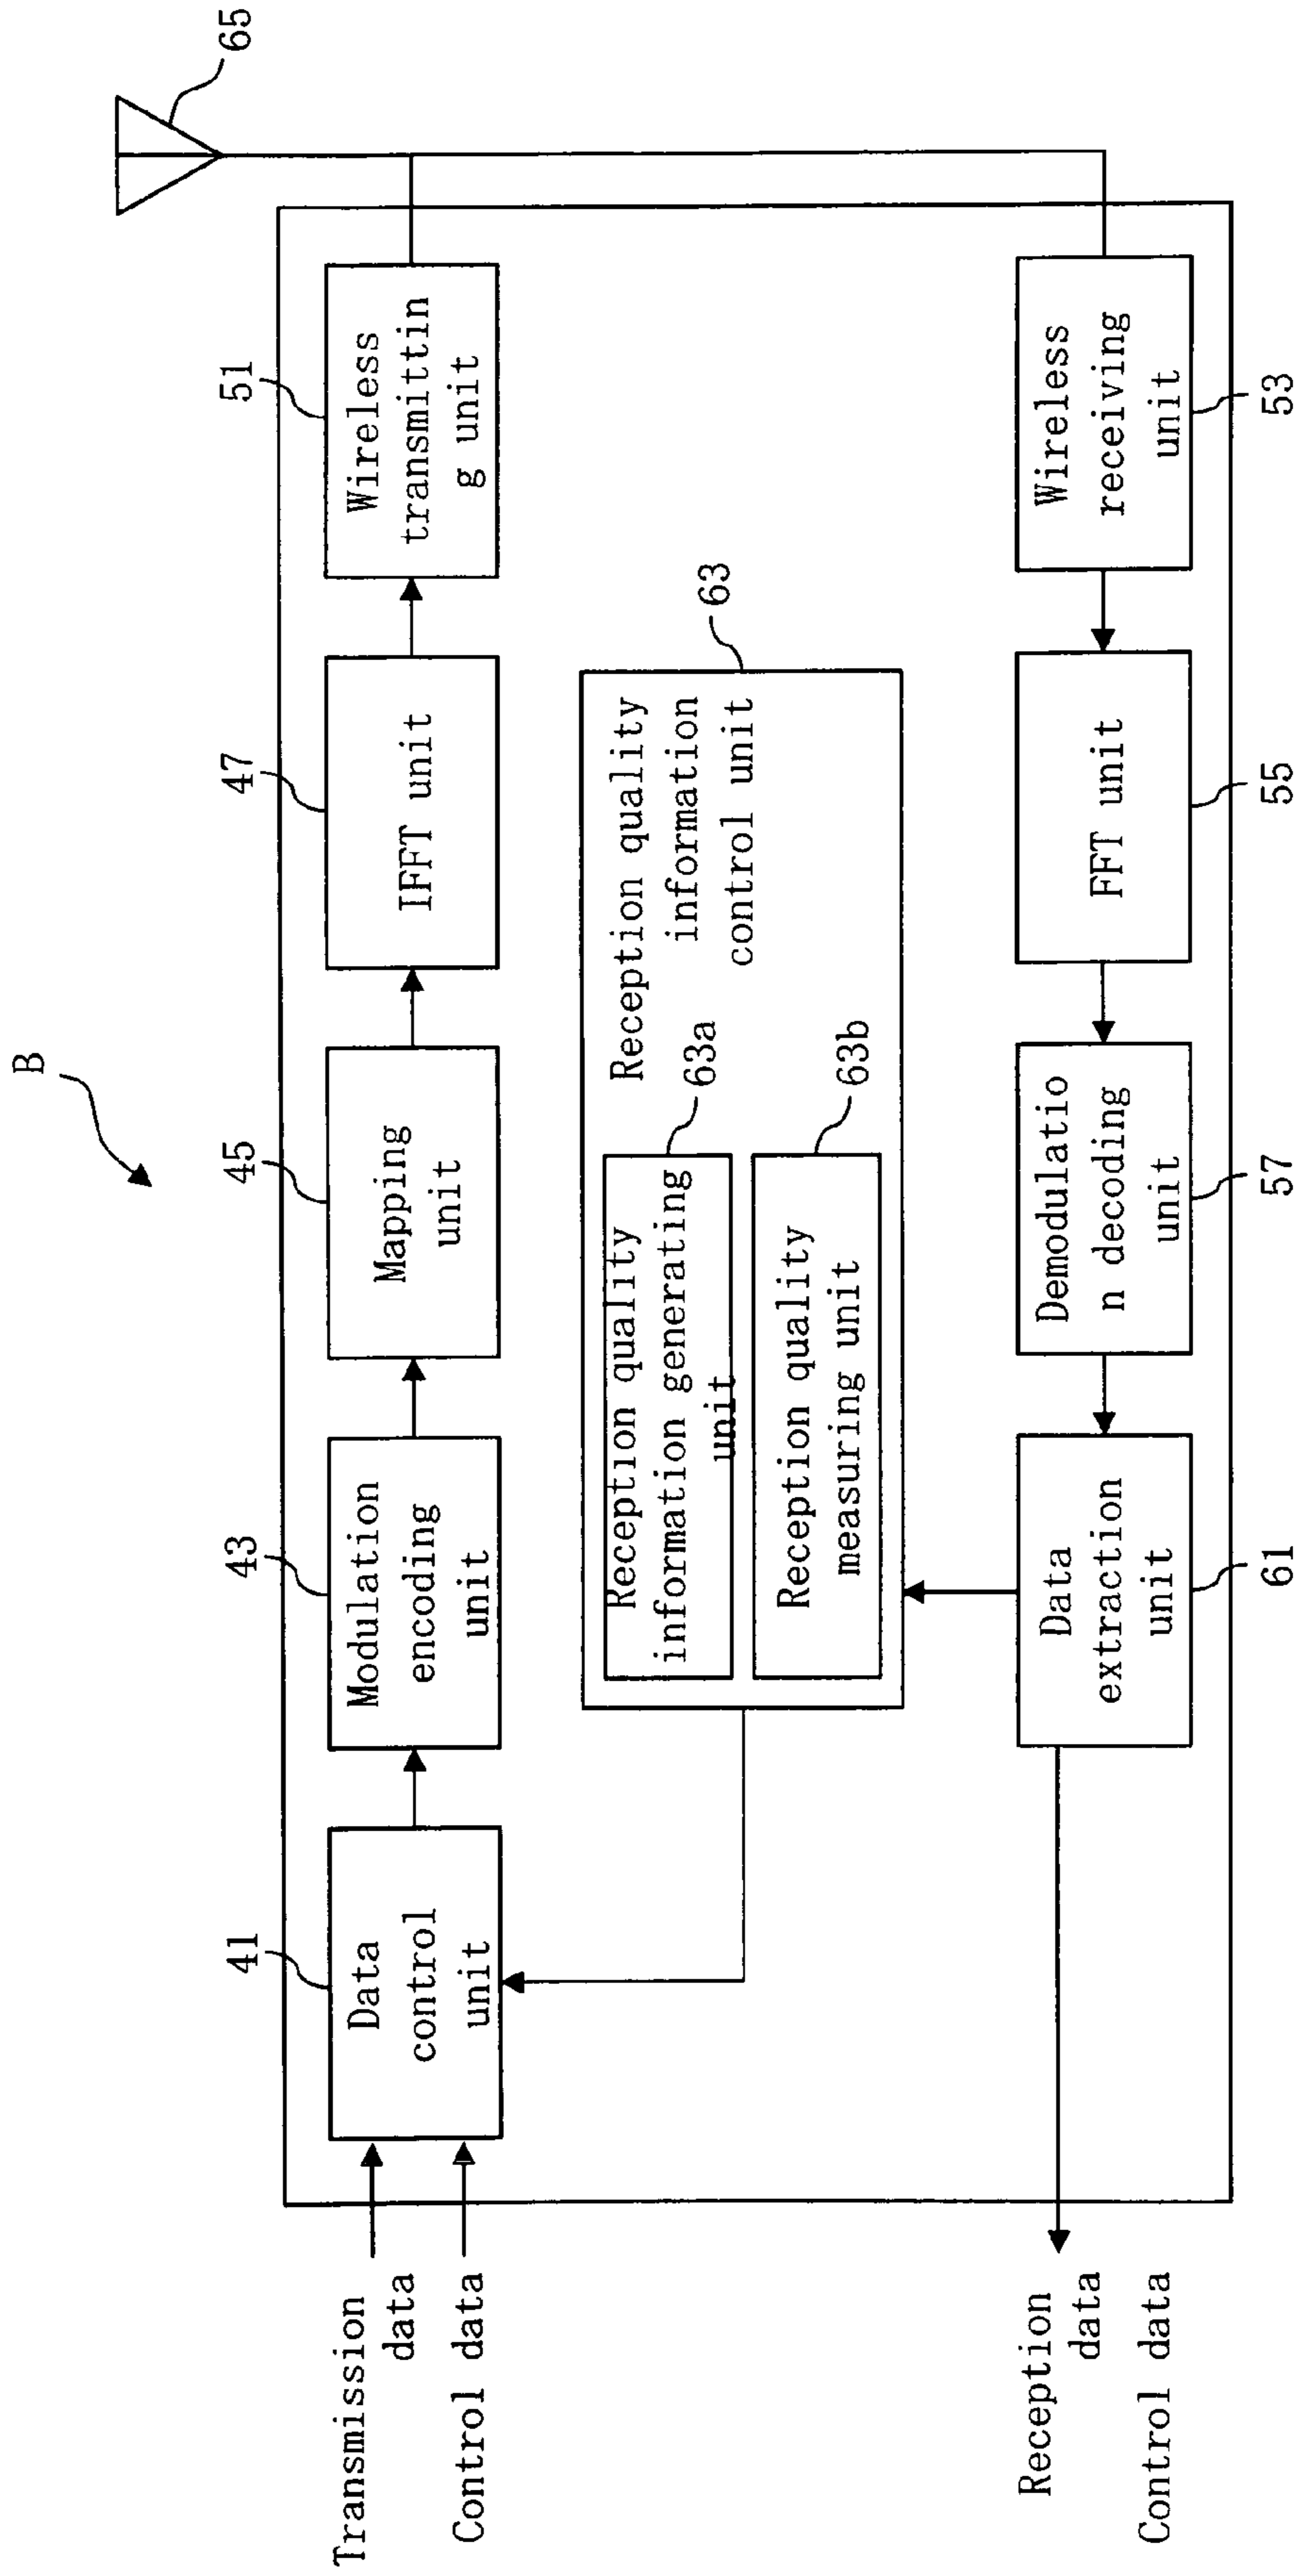 B
65
41
43
45
47
51
Transmission
data
Control data
Data
control
unit
Modulation
encoding
unit
Mapping
unit
IFFT unit
Wireless
transmittin
g unit
Reception quality
information
control unit
63
Reception quality
information generating
unit
63a
Reception quality
measuring unit
63b
Reception
data
Control data
Data
extraction
unit
Demodulatio
n decoding
unit
FFT unit
Wireless
receiving
unit
61
57
55
53